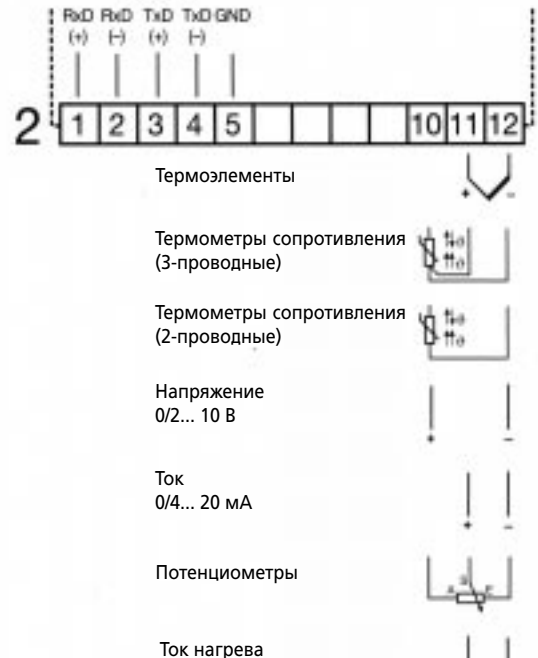 RxD RxD TxD TxD GND
(+) (-) (+) (-)
2 1 2 3 4 5 10 11 12
Термоэлементы
+ -
Термометры сопротивления
(3-проводные)
Термометры сопротивления
(2-проводные)
Напряжение
0/2... 10 В
+ -
Ток
0/4... 20 мА
+ -
Потенциометры
A S E
Ток нагрева